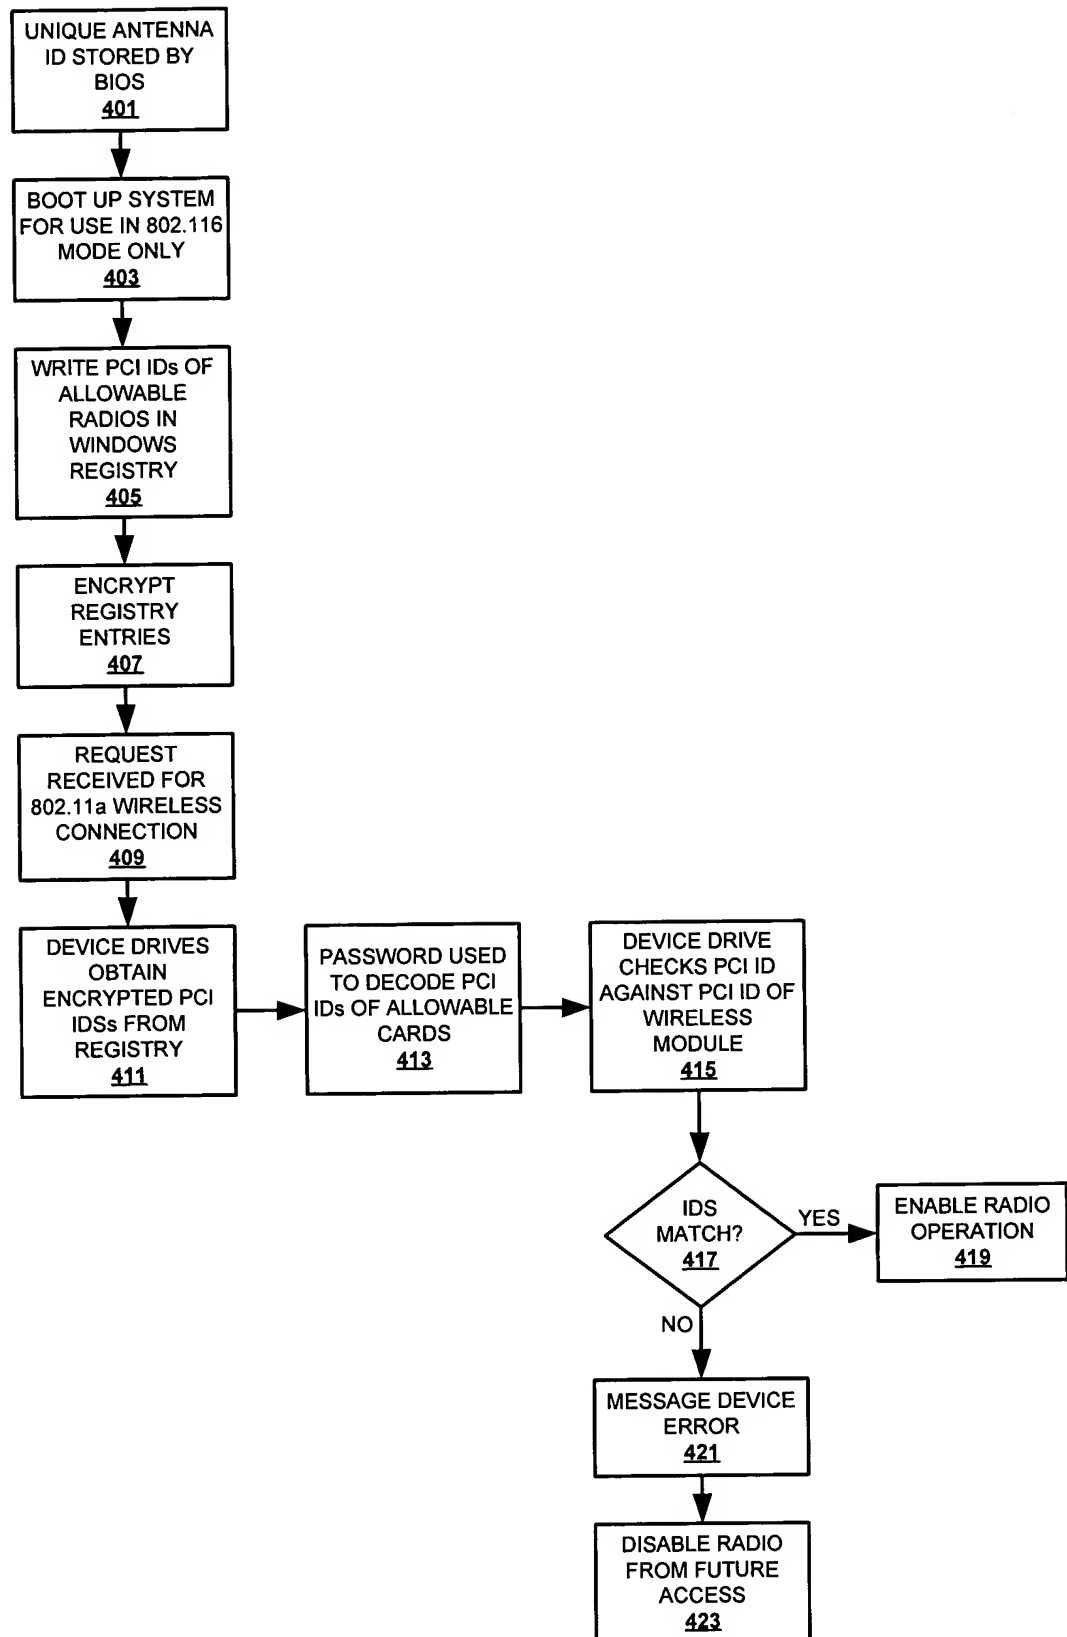 UNIQUE ANTENNA
ID STORED BY
BIOS
401
BOOT UP SYSTEM
FOR USE IN 802.116
MODE ONLY
403
WRITE PCI IDs OF
ALLOWABLE
RADIOS IN
WINDOWS
REGISTRY
405
ENCRYPT
REGISTRY
ENTRIES
407
REQUEST
RECEIVED FOR
802.11a WIRELESS
CONNECTION
409
DEVICE DRIVES
OBTAIN
ENCRYPTED PCI
IDSs FROM
REGISTRY
411
PASSWORD USED
TO DECODE PCI
IDs OF ALLOWABLE
CARDS
413
DEVICE DRIVE
CHECKS PCI ID
AGAINST PCI ID OF
WIRELESS
MODULE
415
IDS
MATCH?
417
YES
ENABLE RADIO
OPERATION
419
NO
MESSAGE DEVICE
ERROR
421
DISABLE RADIO
FROM FUTURE
ACCESS
423